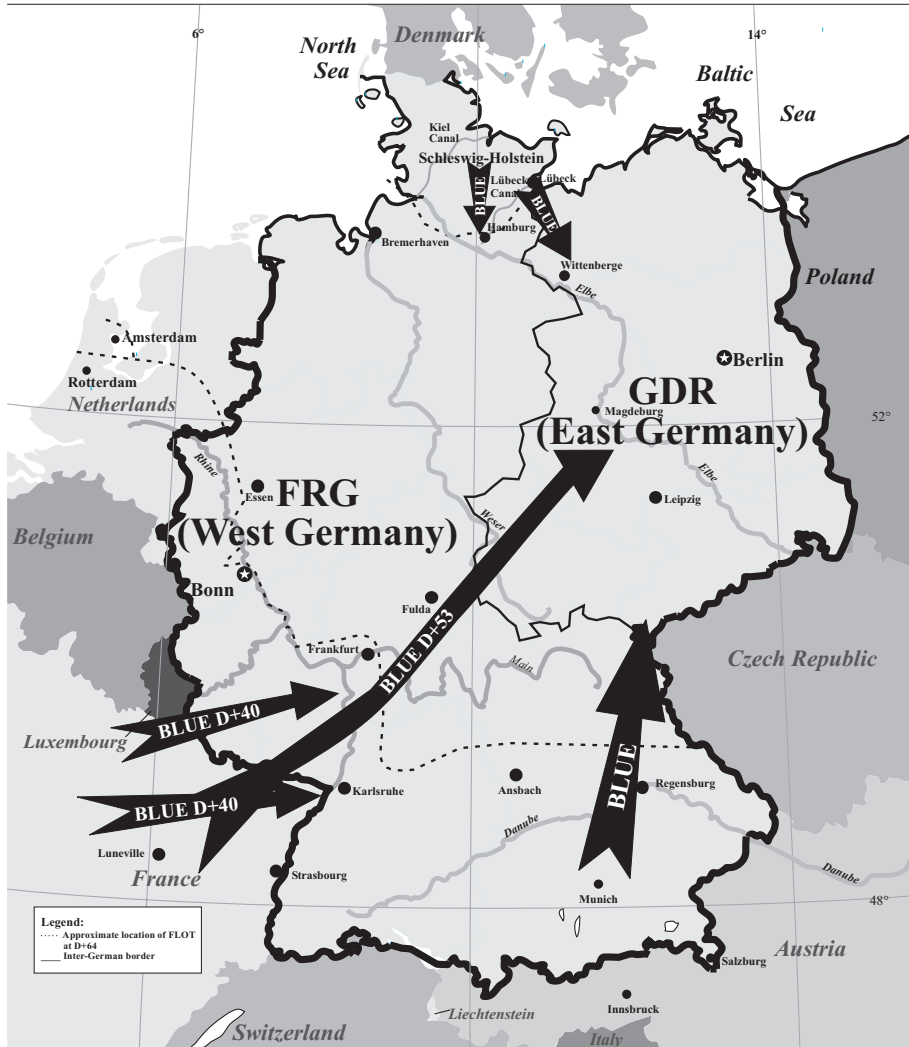 6°
14°
North
Sea
Denmark
Baltic
Sea
Kiel
Canal
Schleswig-Holstein
BLUE
Lübeck
Canal
Lübeck
BLUE
Hamburg
Bremerhaven
Wittenberge
Elbe
Poland
Amsterdam
Berlin
Rotterdam
Netherlands
GDR
(East Germany)
Magdeburg
52°
Rhine
Essen
FRG
(West Germany)
Elbe
Leipzig
Weser
Belgium
Bonn
Fulda
BLUE D+53
Frankfurt
Main
Czech Republic
BLUE D+40
Luxembourg
BLUE D+40
Karlsruhe
Ansbach
BLUE
Regensburg
Danube
Danube
Luneville
France
Strasbourg
Munich
48°
Legend:
Approximate location of FLOT
at D+64
Inter-German border
Austria
Salzburg
Innsbruck
Liechtenstein
Switzerland
Italy